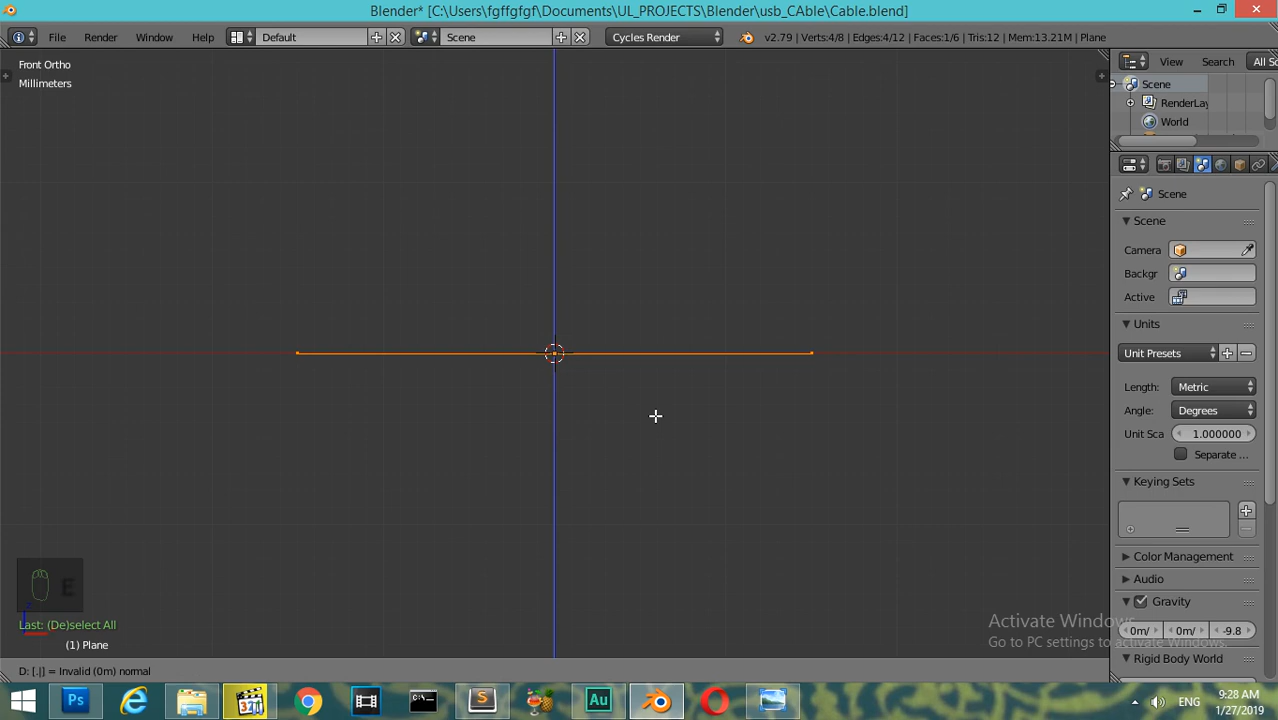 Blender* [C:\Users\fgffgfgf\Documents\UL_PROJECTS\Blender\usb_CAble\Cable.blend]
File Render Window Help Default Scene Cycles Render v2.79 | Verts:4/8 | Edges:4/12 | Faces:1/6 | Tris:12 | Mem:13.21M | Plane
Front Ortho
Millimeters
View Search All Sc
Scene
RenderLay
World
Scene
Scene
Camera
Backgr
Active
Units
Unit Presets
Length: Metric
Angle: Degrees
Unit Sca 1.000000
Separate ...
Keying Sets
Color Management
Audio
Gravity
0m/ 0m/ -9.8
Rigid Body World
E
Last: (De)select All
(1) Plane
Activate Windows
Go to PC settings to activate Windows.
D: [.|] = Invalid (0m) normal
Ps 321 S Au
ENG
9:28 AM
1/27/2019